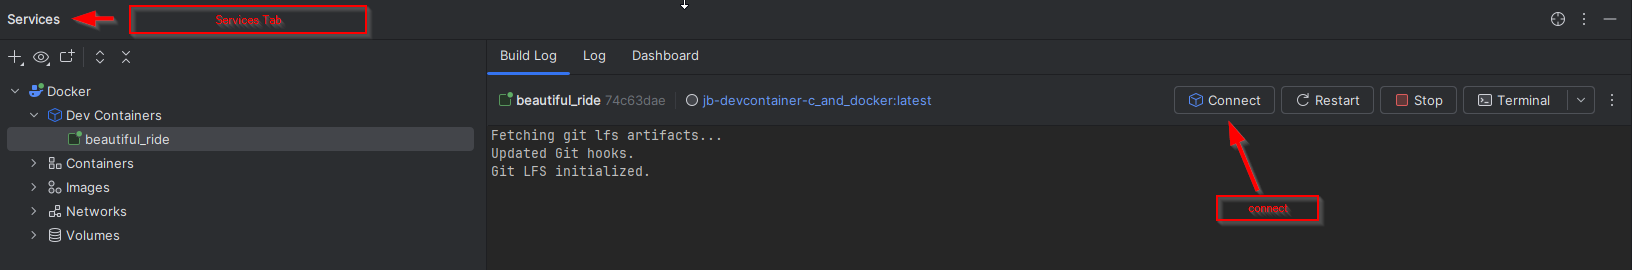 Services
Services Tab
Build Log Log Dashboard
Docker
Dev Containers
beautiful_ride
Containers
Images
Networks
Volumes
beautiful_ride 74c63dae jb-devcontainer-c_and_docker:latest Connect Restart Stop Terminal
Fetching git lfs artifacts...
Updated Git hooks.
Git LFS initialized.
connect